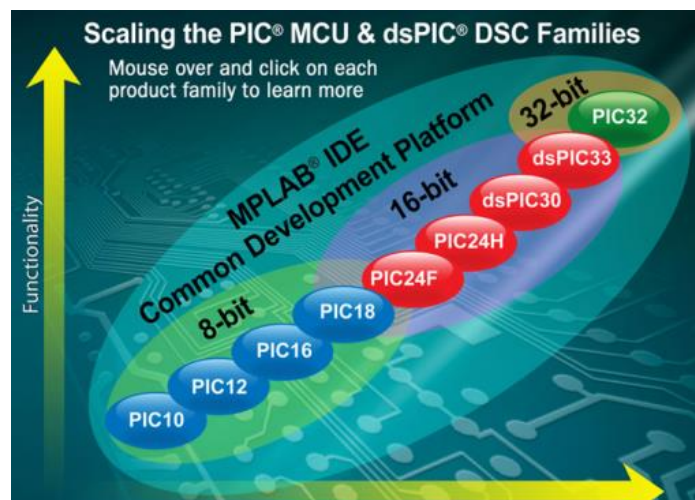 Scaling the PIC® MCU & dsPIC® DSC Families
Mouse over and click on each
product family to learn more
Functionality
MPLAB® IDE
Common Development Platform
32-bit
PIC32
dsPIC33
16-bit
dsPIC30
PIC24H
PIC24F
8-bit
PIC18
PIC16
PIC12
PIC10